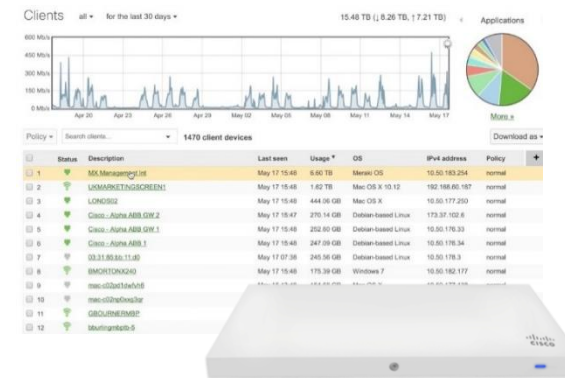 Clients all for the last 30 days 15.48 TB (↓ 8.26 TB, ↑ 7.21 TB) Applications
600 Mb/s
450 Mb/s
300 Mb/s
150 Mb/s
0 Mb/s
Apr 20 Apr 23 Apr 26 Apr 29 May 02 May 05 May 08 May 11 May 14 May 17
More »
Policy Search clients... 1470 client devices Download as
Status Description Last seen Usage OS IPv4 address Policy +
1 MX Management Int May 17 15:48 6.60 TB Meraki OS 10.50.183.254 normal
2 UKMARKETINGSCREEN1 May 17 15:48 1.62 TB Mac OS X 10.12 192.168.60.187 normal
3 LONDS02 May 17 15:48 444.06 GB Mac OS X 10.50.177.250 normal
4 Cisco - Alpha ABB GW 2 May 17 15:47 270.14 GB Debian-based Linux 173.37.102.6 normal
5 Cisco - Alpha ABB GW 1 May 17 15:48 252.60 GB Debian-based Linux 10.50.176.33 normal
6 Cisco - Alpha ABB 1 May 17 15:48 247.09 GB Debian-based Linux 10.50.176.34 normal
7 03:31:85:bb:11:d0 May 17 07:36 245.56 GB Debian-based Linux 10.50.178.3 normal
8 BMORTONX240 May 17 15:48 175.39 GB Windows 7 10.50.182.177 normal
9 Mac OS X normal
10
11 GBOURNERMBP
12
CISCO